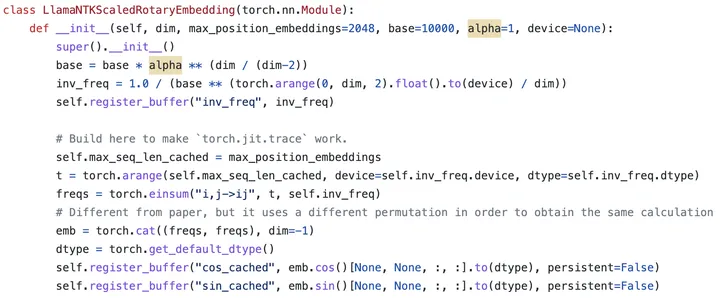 class LlamaNTKScaledRotaryEmbedding(torch.nn.Module):
    def __init__(self, dim, max_position_embeddings=2048, base=10000, alpha=1, device=None):
        super().__init__()
        base = base * alpha ** (dim / (dim-2))
        inv_freq = 1.0 / (base ** (torch.arange(0, dim, 2).float().to(device) / dim))
        self.register_buffer("inv_freq", inv_freq)

        # Build here to make `torch.jit.trace` work.
        self.max_seq_len_cached = max_position_embeddings
        t = torch.arange(self.max_seq_len_cached, device=self.inv_freq.device, dtype=self.inv_freq.dtype)
        freqs = torch.einsum("i,j->ij", t, self.inv_freq)
        # Different from paper, but it uses a different permutation in order to obtain the same calculation
        emb = torch.cat((freqs, freqs), dim=-1)
        dtype = torch.get_default_dtype()
        self.register_buffer("cos_cached", emb.cos()[None, None, :, :].to(dtype), persistent=False)
        self.register_buffer("sin_cached", emb.sin()[None, None, :, :].to(dtype), persistent=False)